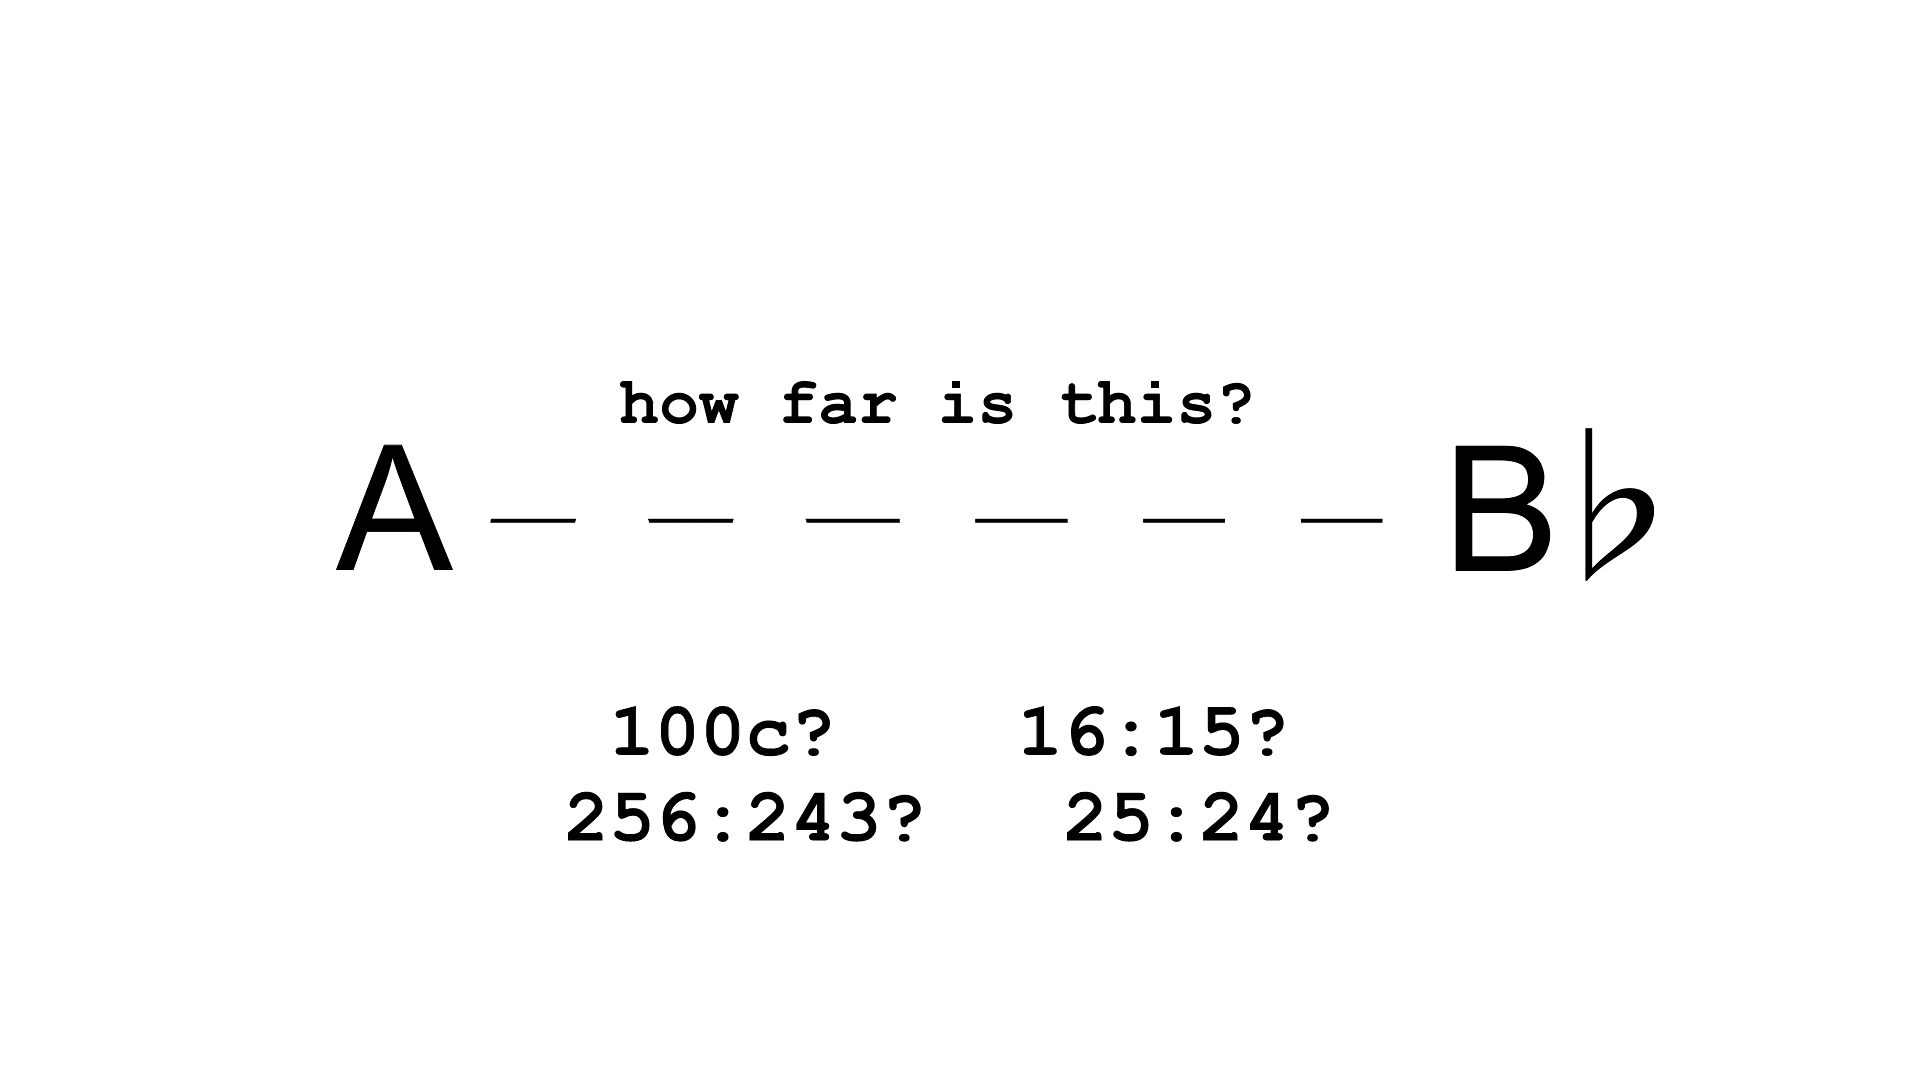 how far is this?
A — — — — — — B♭
100c? 16:15?
256:243? 25:24?